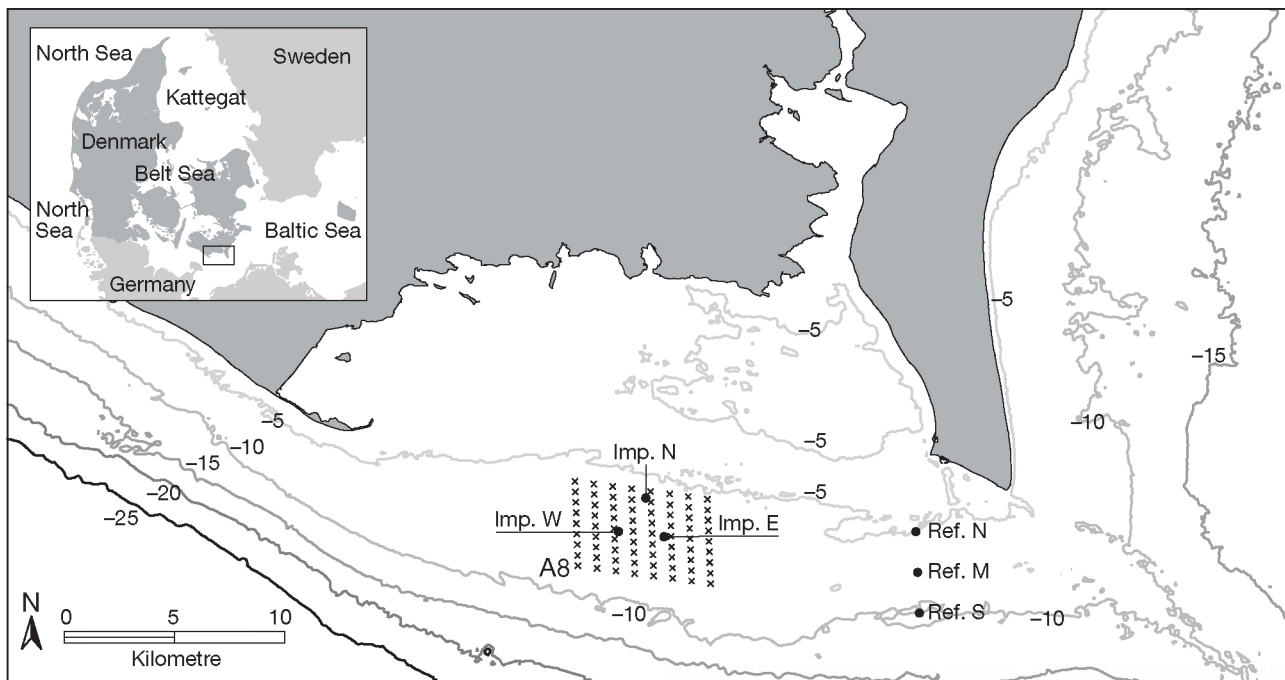 North Sea
Sweden
Kattegat
Denmark
Belt Sea
North
Sea
Baltic Sea
Germany
–5
–5
–15
–5
–10
–5
–10
–15
–20
–25
–5
–5
Imp. N
Imp. W
Imp. E
Ref. N
A8
Ref. M
–10
Ref. S
–10
N
0 5 10
Kilometre